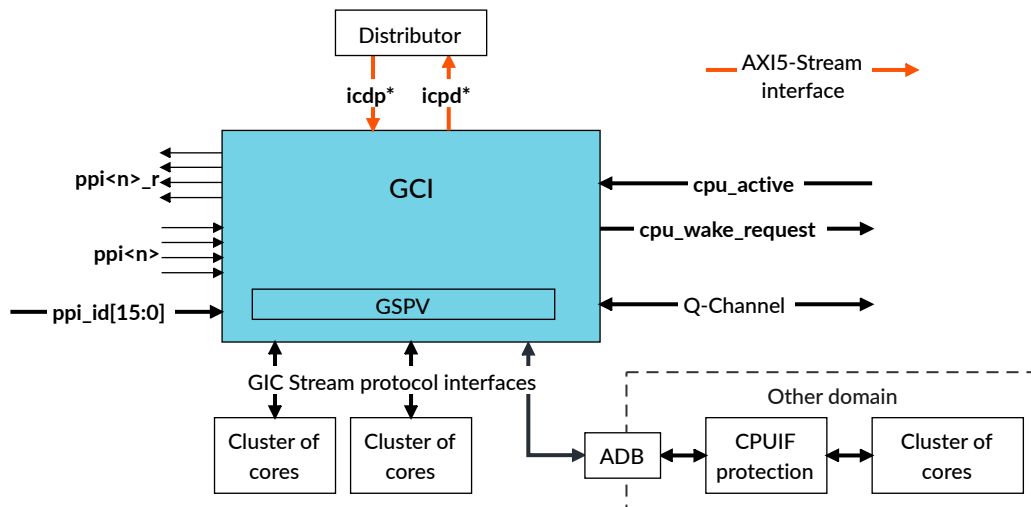 Distributor
AXI5-Stream
interface
icdp*
icpd*
ppi<n>_r
GCI
cpu_active
cpu_wake_request
ppi<n>
GSPV
Q-Channel
ppi_id[15:0]
GIC Stream protocol interfaces
Other domain
Cluster of
cores
Cluster of
cores
ADB
CPUIF
protection
Cluster of
cores